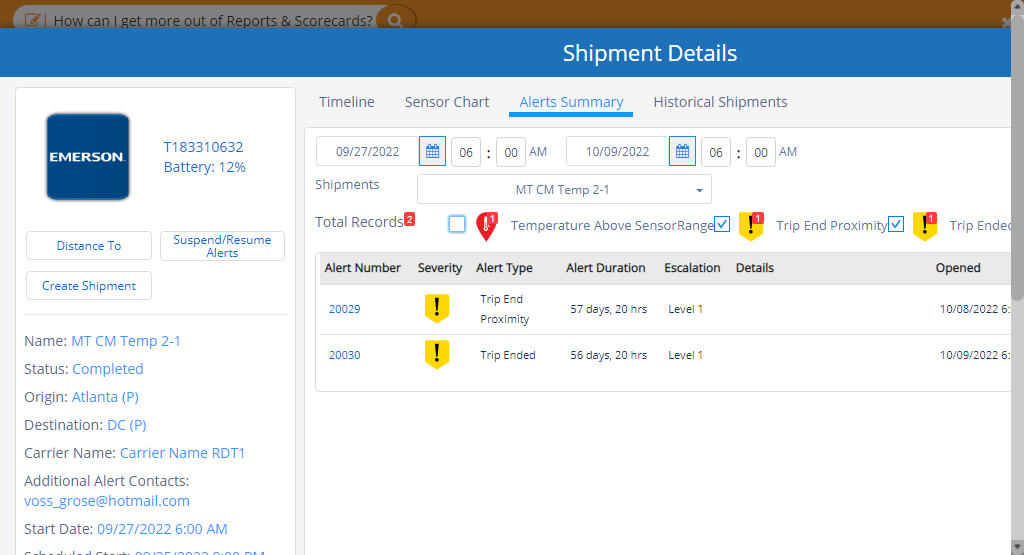 How can I get more out of Reports & Scorecards?
Shipment Details
EMERSON.
T183310632
Battery: 12%
Distance To
Suspend/Resume
Alerts
Create Shipment
Name: MT CM Temp 2-1
Status: Completed
Origin: Atlanta (P)
Destination: DC (P)
Carrier Name: Carrier Name RDT1
Additional Alert Contacts:
voss_grose@hotmail.com
Start Date: 09/27/2022 6:00 AM
Timeline Sensor Chart Alerts Summary Historical Shipments
09/27/2022 06 : 00 AM 10/09/2022 06 : 00 AM
Shipments MT CM Temp 2-1
Total Records 2 1 Temperature Above SensorRange 1 Trip End Proximity 1 Trip Ended
Alert Number Severity Alert Type Alert Duration Escalation Details Opened
20029 ! Trip End Proximity 57 days, 20 hrs Level 1 10/08/2022 6:
20030 ! Trip Ended 56 days, 20 hrs Level 1 10/09/2022 6: